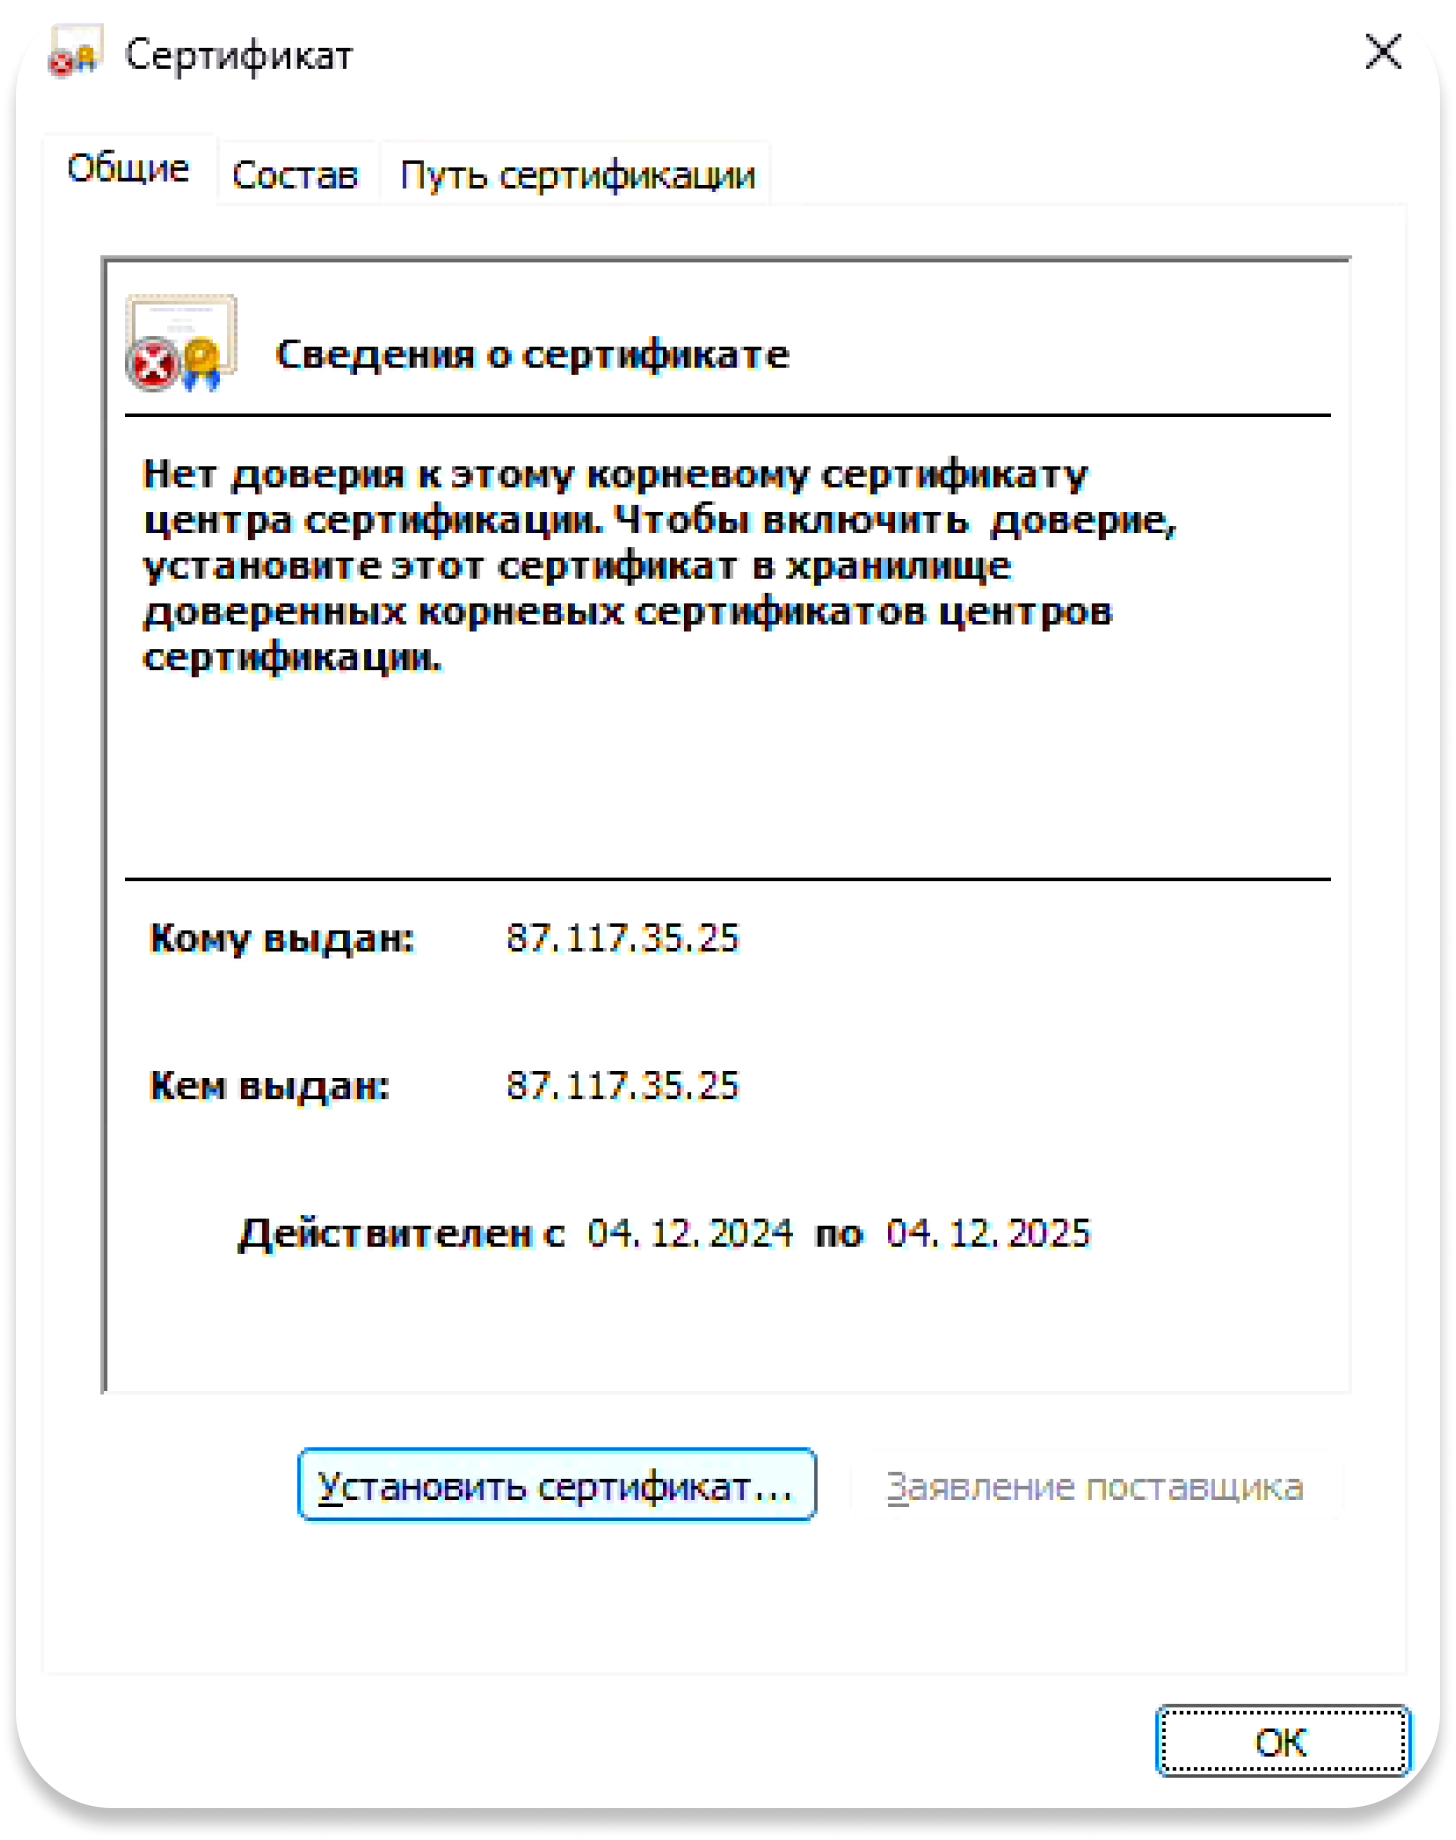 Сертификат
Общие Состав Путь сертификации
Сведения о сертификате
Нет доверия к этому корневому сертификату
центра сертификации. Чтобы включить доверие,
установите этот сертификат в хранилище
доверенных корневых сертификатов центров
сертификации.
Кому выдан: 87.117.35.25
Кем выдан: 87.117.35.25
Действителен с 04.12.2024 по 04.12.2025
Установить сертификат... Заявление поставщика
ОК